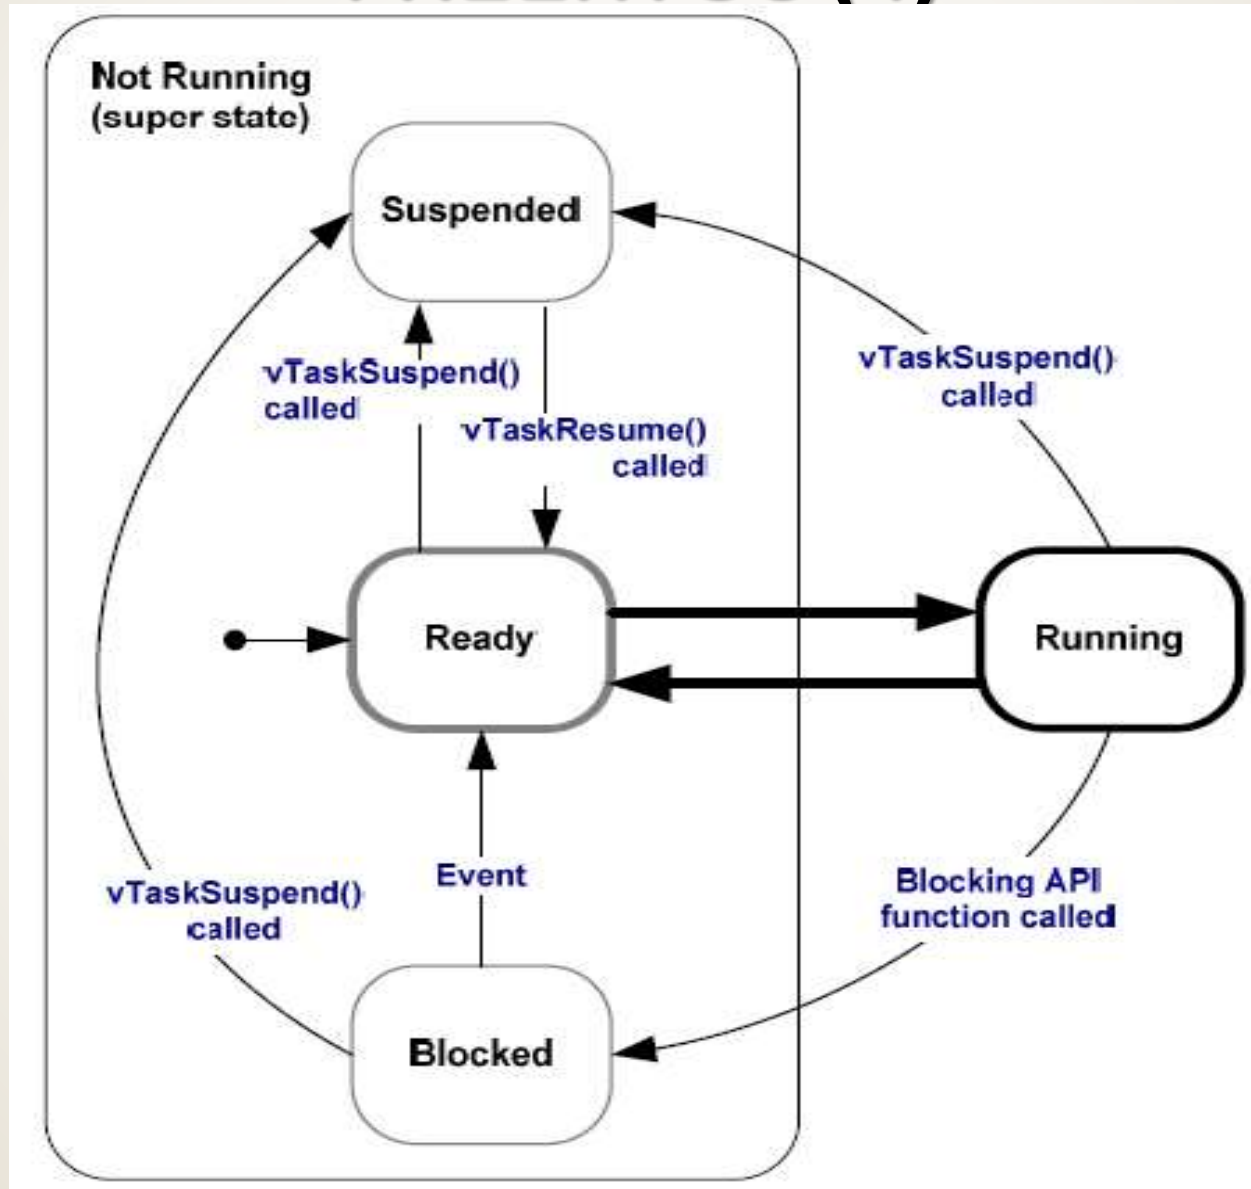 Not Running
(super state)
Suspended
vTaskSuspend()
called
vTaskResume()
called
vTaskSuspend()
called
Ready
Running
Event
vTaskSuspend()
called
Blocking API
function called
Blocked